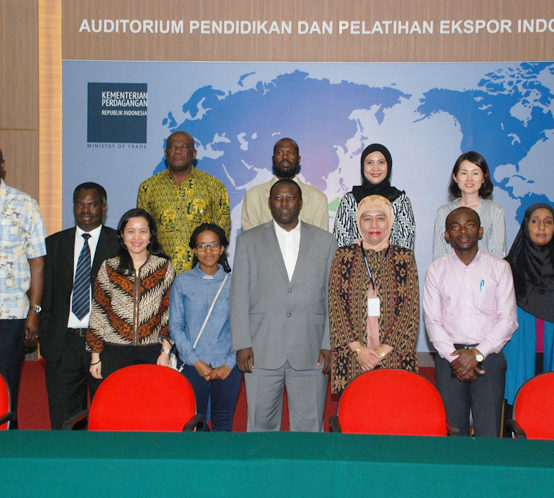 AUDITORIUM PENDIDIKAN DAN PELATIHAN EKSPOR INDO
KEMENTERIAN
PERDAGANGAN
REPUBLIK INDONESIA
MINISTRY OF TRADE